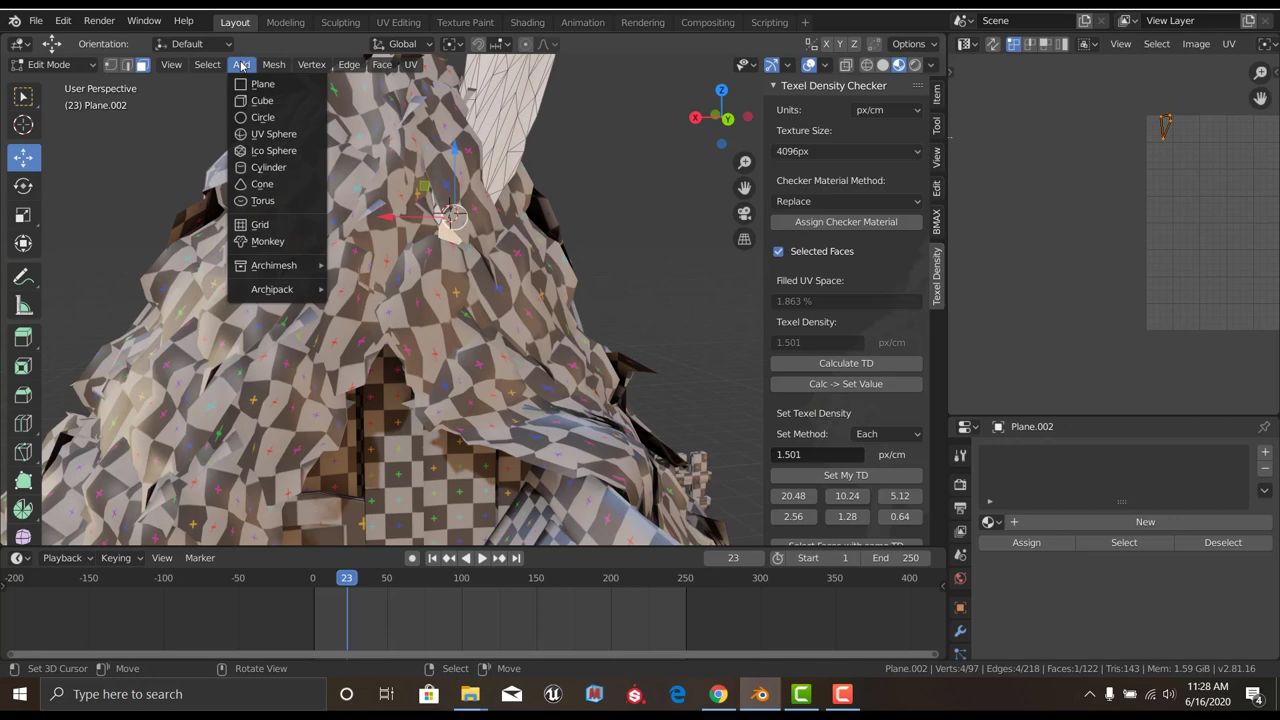 File Edit Render Window Help Layout Modeling Sculpting UV Editing Texture Paint Shading Animation Rendering Compositing Scripting + Scene View Layer
Orientation: Default Global X Y Z Options View Select Image UV
Edit Mode View Select Add Mesh Vertex Edge Face UV
User Perspective
(23) Plane.002
Plane
Cube
Circle
UV Sphere
Ico Sphere
Cylinder
Cone
Torus
Grid
Monkey
Archimesh
Archipack
Z
X
Y
Texel Density Checker
Units: px/cm
Texture Size:
4096px
Checker Material Method:
Replace
Assign Checker Material
Selected Faces
Filled UV Space:
1.863 %
Texel Density:
1.501 px/cm
Calculate TD
Calc -> Set Value
Set Texel Density
Set Method: Each
1.501 px/cm
Set My TD
20.48 10.24 5.12
2.56 1.28 0.64
Select Faces with same TD
Item
Tool
View
Edit
BMAX
Texel Density
Plane.002
New
Assign Select Deselect
Playback Keying View Marker 23 Start 1 End 250
-200 -150 -100 -50 0 23 50 100 150 200 250 300 350 400
Set 3D Cursor Move Rotate View Select Move Plane.002 | Verts:4/97 | Edges:4/218 | Faces:1/122 | Tris:143 | Mem: 1.59 GiB | v2.81.16
Type here to search
11:28 AM
6/16/2020
4